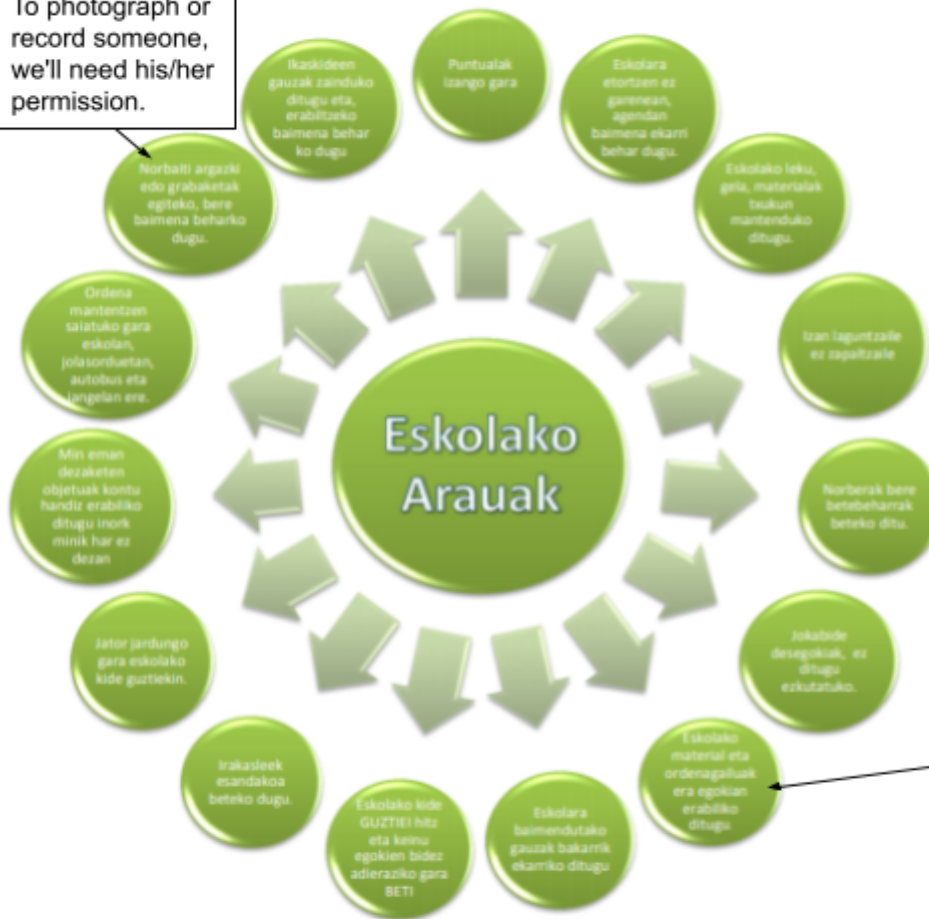 To photograph or
record someone,
we'll need his/her
permission.
Eskolako
Arauak
Puntualak
izango gara
Eskolara
etortzen ez
garenean,
agendan
baimena ekarri
behar dugu.
Eskolako leku,
gela, materialak
txukun
mantenduko
ditugu.
Izan laguntzaile
ez zapaltzaile
Norberak bere
betebeharrak
beteko ditu.
Jokabide
desegokiak, ez
ditugu
ezkutatuko.
Eskolako
material eta
ordenagailuak
era egokian
erabiliko
ditugu
Eskolara
baimendutako
gauzak bakarrik
ekarriko ditugu
Eskolako kide
GUZTIEI hitz
eta keinu
egokien bidez
adieraziko gara
BETI
Irakasleek
esandakoa
beteko dugu.
Jator jardungo
gara eskolako
kide guztiekin.
Min eman
dezaketen
objetuak kontu
handiz erabiliko
ditugu inork
minik har ez
dezan
Ordena
mantentzen
saiatuko gara
eskolan,
jolasorduetan,
autobus eta
jangelan ere.
Norbaiti argazki
edo grabaketak
egiteko, bere
baimena beharko
dugu.
Ikaskideen
gauzak zainduko
ditugu eta,
erabiltzeko
baimena behar
ko dugu